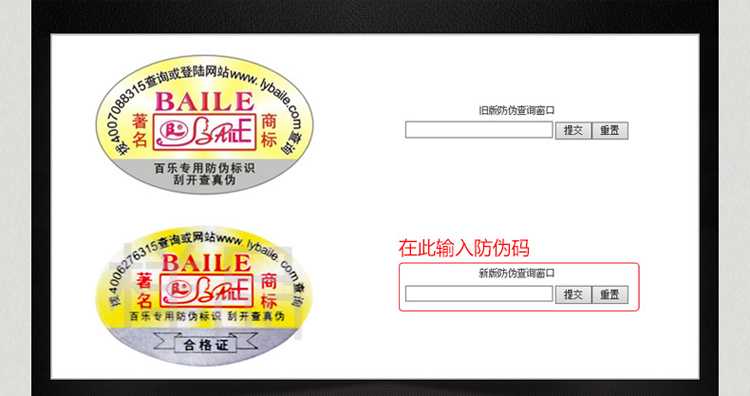 拨4007088315查询或登陆网站www.lybaile.com查询
BAILE
著名
BAILE
商标
百乐专用防伪标识
刮开查真伪
旧版防伪查询窗口
提交 重置
拨4006276315查询或网站www.lybaile.com查询
BAILE
著名
BAILE
商标
百乐专用防伪标识 刮开查真伪
合格证
在此输入防伪码
新版防伪查询窗口
提交 重置